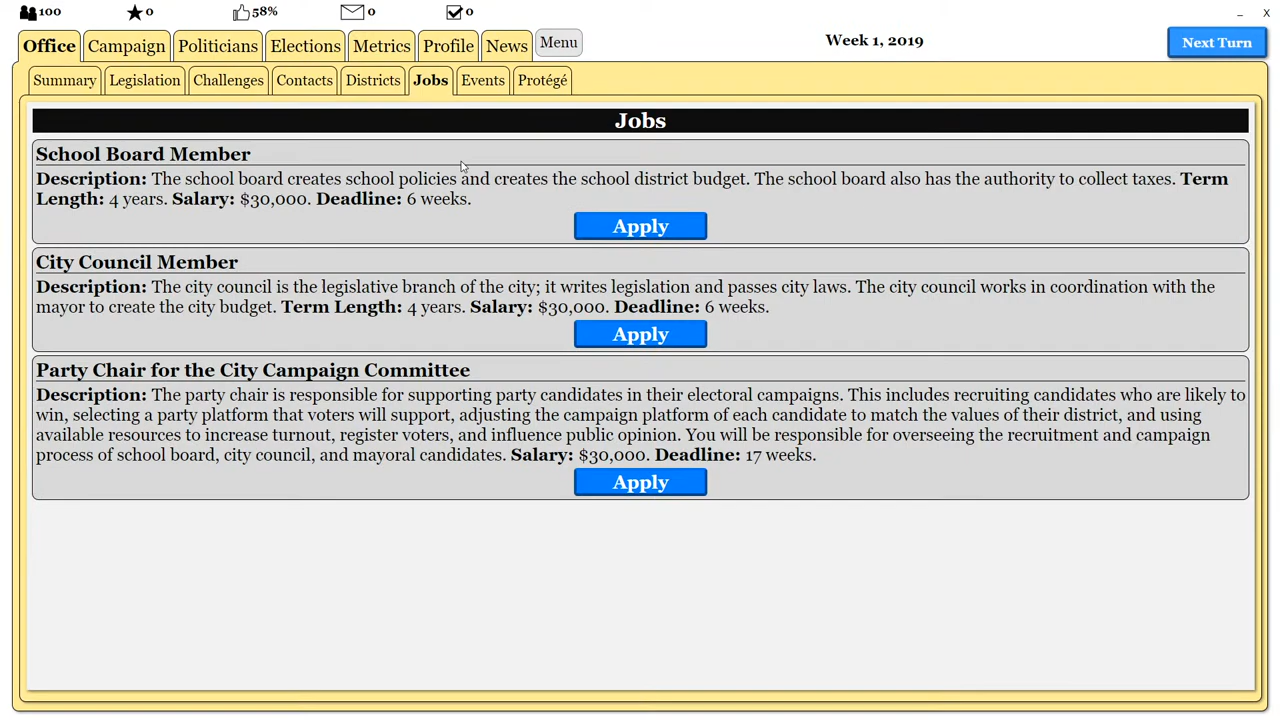 100 0 58% 0 0 _ X
Office Campaign Politicians Elections Metrics Profile News Menu Week 1, 2019 Next Turn
Summary Legislation Challenges Contacts Districts Jobs Events Protégé
Jobs
School Board Member
Description: The school board creates school policies and creates the school district budget. The school board also has the authority to collect taxes. Term
Length: 4 years. Salary: $30,000. Deadline: 6 weeks.
Apply
City Council Member
Description: The city council is the legislative branch of the city; it writes legislation and passes city laws. The city council works in coordination with the
mayor to create the city budget. Term Length: 4 years. Salary: $30,000. Deadline: 6 weeks.
Apply
Party Chair for the City Campaign Committee
Description: The party chair is responsible for supporting party candidates in their electoral campaigns. This includes recruiting candidates who are likely to
win, selecting a party platform that voters will support, adjusting the campaign platform of each candidate to match the values of their district, and using
available resources to increase turnout, register voters, and influence public opinion. You will be responsible for overseeing the recruitment and campaign
process of school board, city council, and mayoral candidates. Salary: $30,000. Deadline: 17 weeks.
Apply